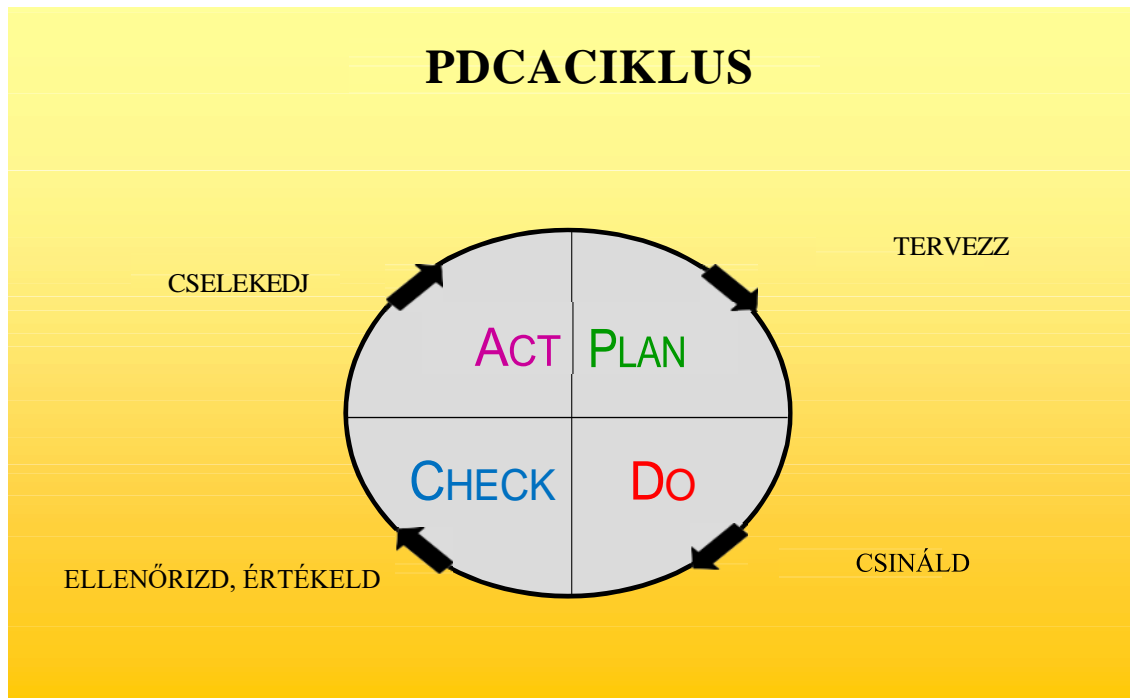 PDCACIKLUS
TERVEZZ
CSELEKEDJ
ACT PLAN
CHECK DO
CSINÁLD
ELLENŐRIZD, ÉRTÉKELD